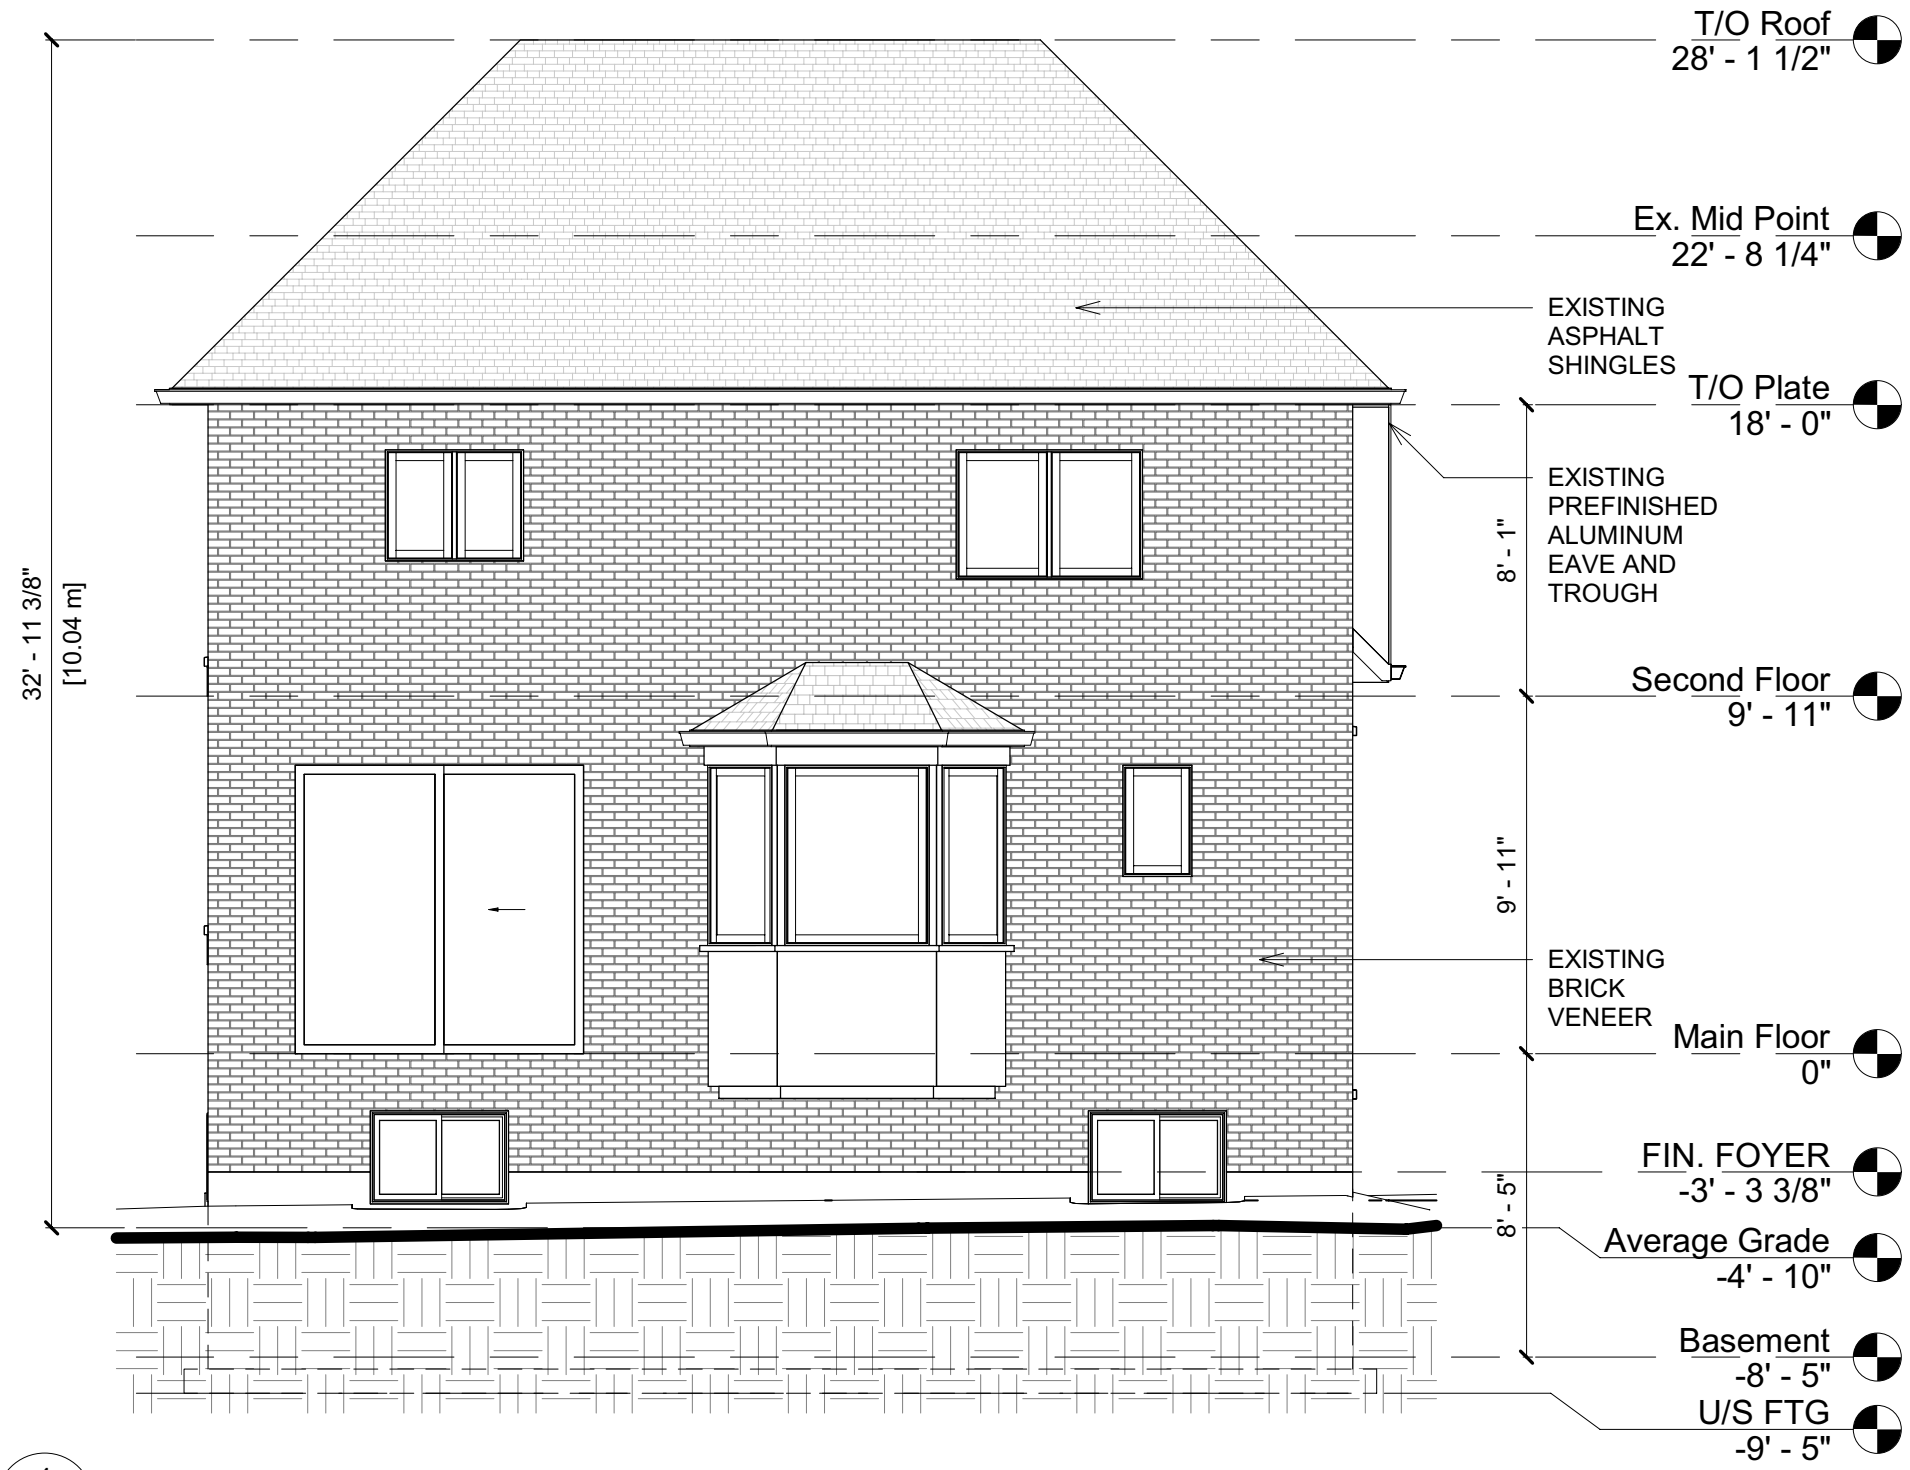 T/O Roof
28' - 1 1/2"
Ex. Mid Point
22' - 8 1/4"
EXISTING
ASPHALT
SHINGLES
T/O Plate
18' - 0"
EXISTING
PREFINISHED
ALUMINUM
EAVE AND
TROUGH
8' - 1"
32' - 11 3/8"
[10.04 m]
Second Floor
9' - 11"
9' - 11"
EXISTING
BRICK
VENEER
Main Floor
0"
FIN. FOYER
-3' - 3 3/8"
8' - 5"
Average Grade
-4' - 10"
Basement
-8' - 5"
U/S FTG
-9' - 5"